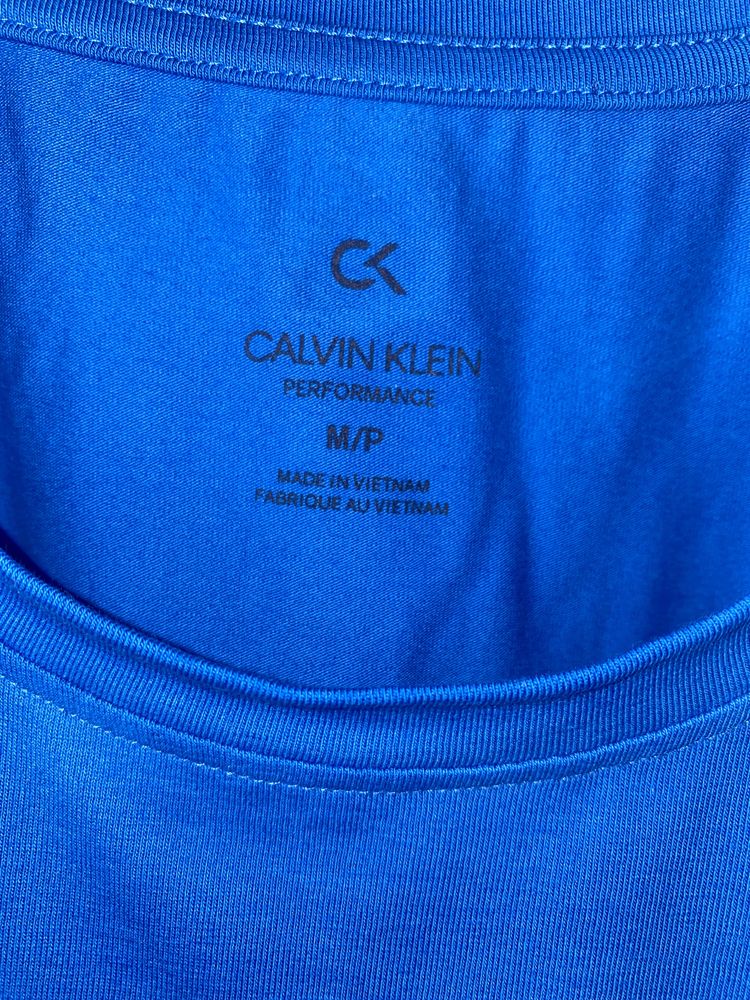 CK
CALVIN KLEIN
PERFORMANCE
M/P
MADE IN VIETNAM
FABRIQUE AU VIETNAM